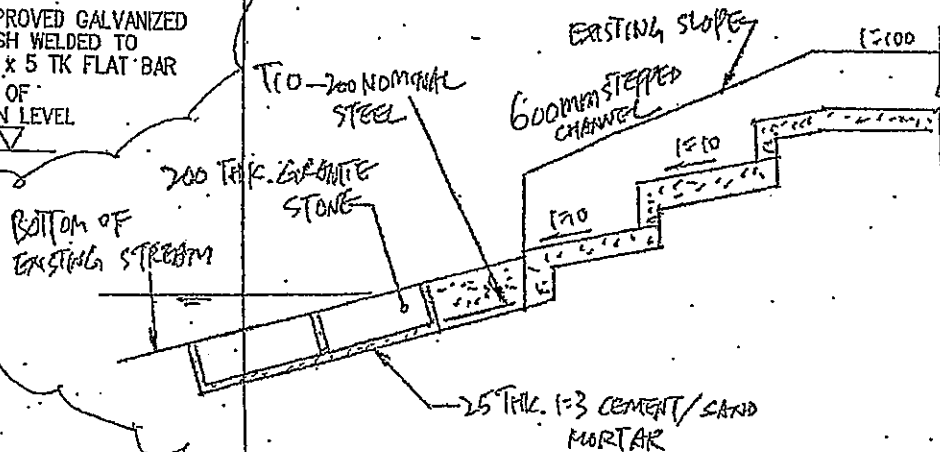 PROVED GALVANIZED
SH WELDED TO
x 5 TK FLAT BAR
OF
N LEVEL
EXISTING SLOPE
1=100
T10-200 NOMINAL
STEEL
600mm STEPPED
CHANNEL
1=10
200 THK. GRANITE
STONE
1=10
BOTTOM OF
EXISTING STREAM
25 THK. 1=3 CEMENT/SAND
MORTAR